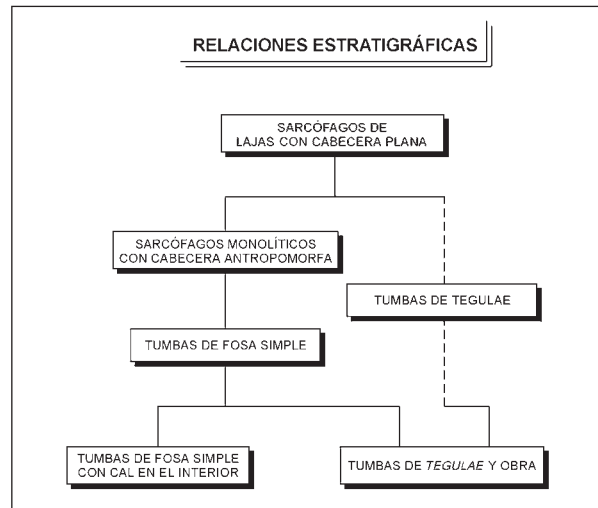 RELACIONES ESTRATIGRÁFICAS
SARCÓFAGOS DE
LAJAS CON CABECERA PLANA
SARCÓFAGOS MONOLÍTICOS
CON CABECERA ANTROPOMORFA
TUMBAS DE TEGULAE
TUMBAS DE FOSA SIMPLE
TUMBAS DE FOSA SIMPLE
CON CAL EN EL INTERIOR
TUMBAS DE TEGULAE Y OBRA